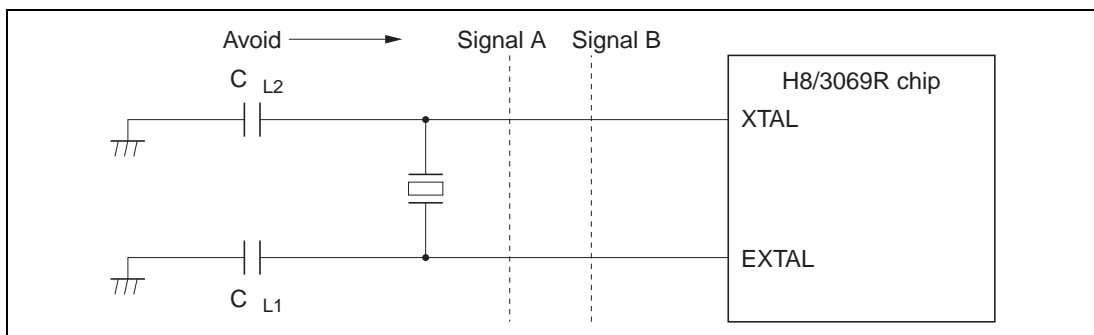 Avoid Signal A Signal B
C L2
H8/3069R chip
XTAL
EXTAL
C L1